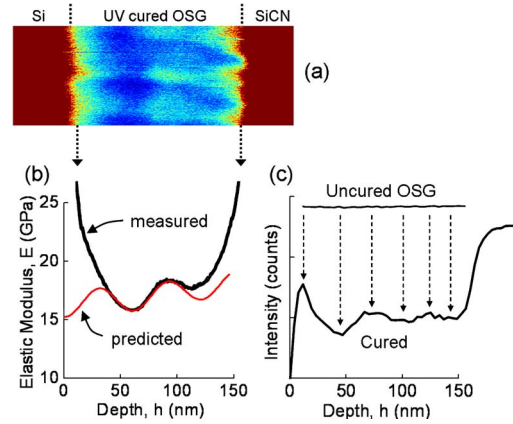 Si UV cured OSG SiCN
(a)
(b)
(c)
25
20
15
10
Elastic Modulus, E (GPa)
measured
predicted
0 50 100 150
Depth, h (nm)
Uncured OSG
Intensity (counts)
Cured
0 50 100 150
Depth, h (nm)